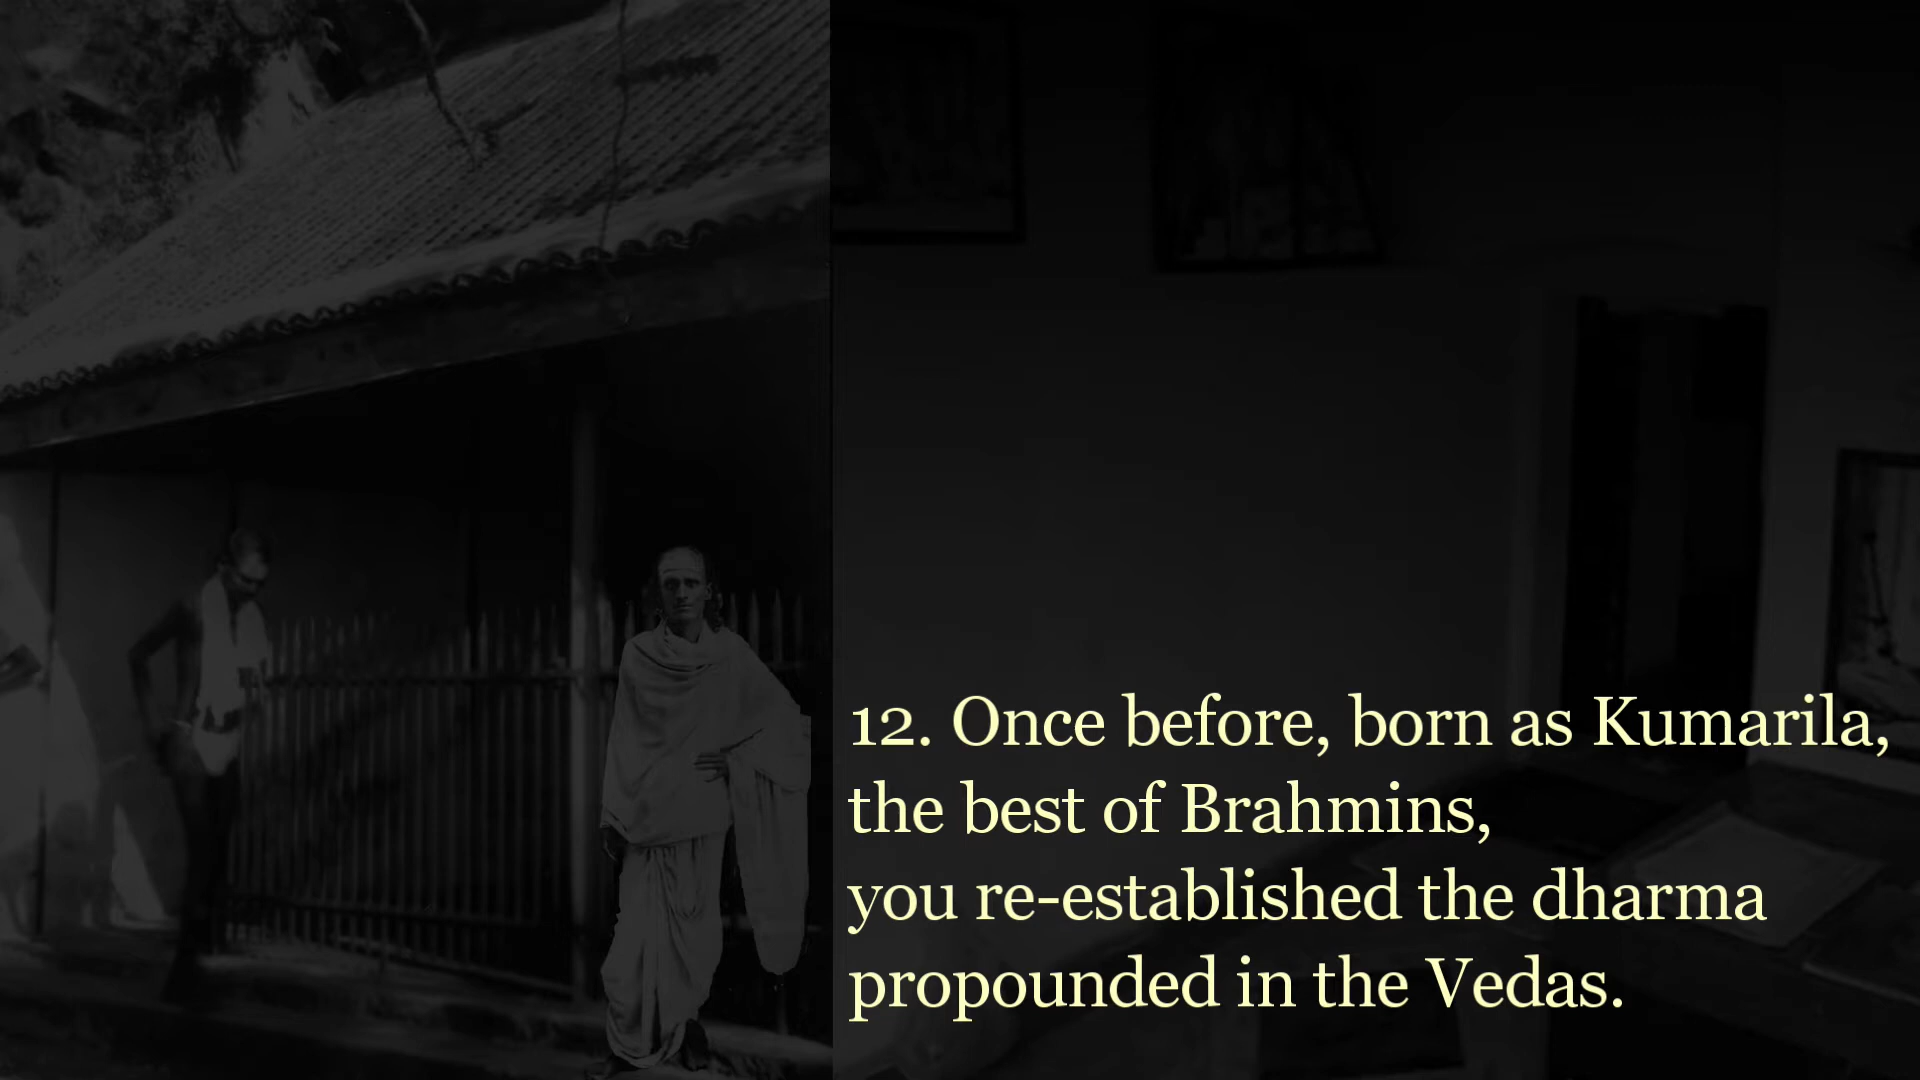 12. Once before, born as Kumarila,
the best of Brahmins,
you re-established the dharma
propounded in the Vedas.